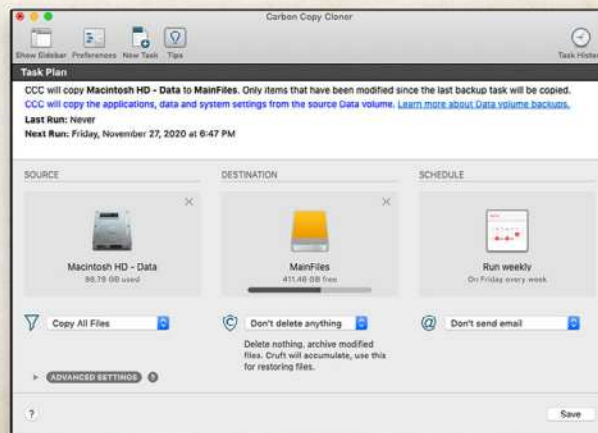 Carbon Copy Cloner
Show Sidebar Preferences New Task Tips Task Histor
Task Plan
CCC will copy Macintosh HD - Data to MainFiles. Only items that have been modified since the last backup task will be copied.
CCC will copy the applications, data and system settings from the source Data volume. Learn more about Data volume backups.
Last Run: Never
Next Run: Friday, November 27, 2020 at 6:47 PM
SOURCE DESTINATION SCHEDULE
Macintosh HD - Data MainFiles Run weekly
98.79 GB used 411.46 GB free On Friday every week
Copy All Files Don't delete anything Don't send email
Delete nothing, archive modified
files. Cruft will accumulate, use this
for restoring files.
ADVANCED SETTINGS ?
? Save